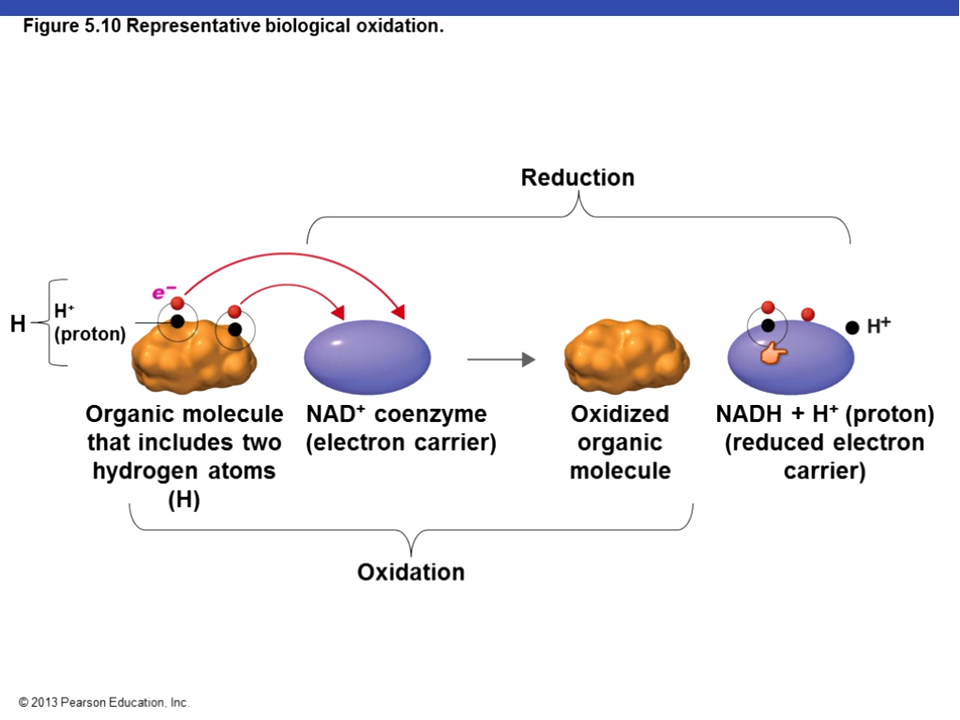 Figure 5.10 Representative biological oxidation.
Reduction
e−
H
H+
(proton)
H+
Organic molecule
that includes two
hydrogen atoms
(H)
NAD+ coenzyme
(electron carrier)
Oxidized
organic
molecule
NADH + H+ (proton)
(reduced electron
carrier)
Oxidation
© 2013 Pearson Education, Inc.